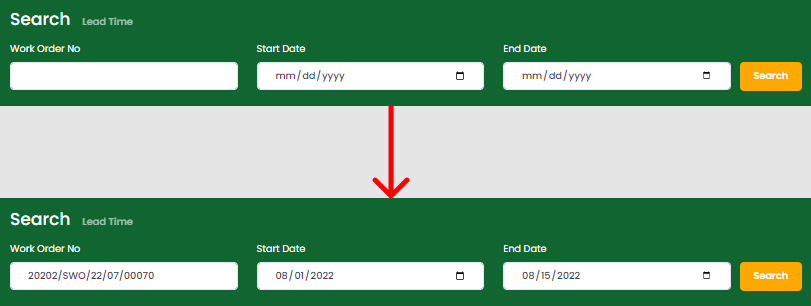 Search Lead Time
Work Order No Start Date End Date
mm/dd/yyyy mm/dd/yyyy Search
Search Lead Time
Work Order No Start Date End Date
20202/SWO/22/07/00070 08/01/2022 08/15/2022 Search